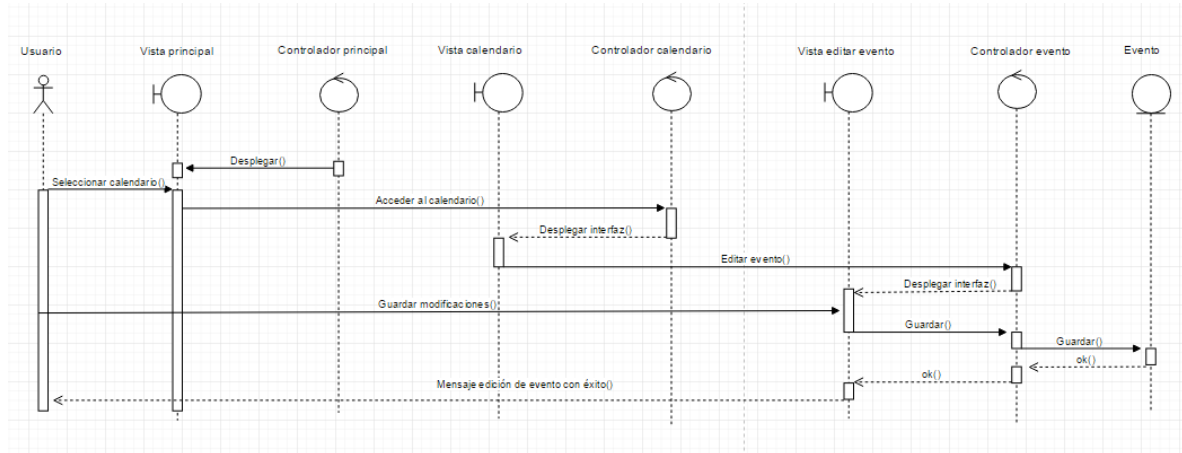 Usuario
Vista principal
Controlador principal
Vista calendario
Controlador calendario
Vista editar evento
Controlador evento
Evento
Desplegar()
Seleccionar calendario()
Acceder al calendario()
Desplegar interfaz()
Editar evento()
Desplegar interfaz()
Guardar modificaciones()
Guardar()
Guardar()
ok()
ok()
Mensaje edición de evento con éxito()